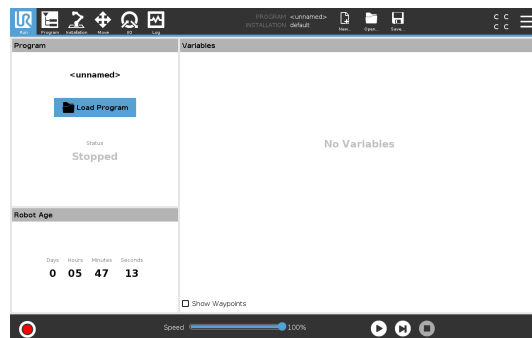 UR
Run
Program
Installation
Move
I/O
Log
PROGRAM <unnamed>
INSTALLATION default
New...
Open...
Save...
C C
C C
Program
<unnamed>
Load Program
Status
Stopped
Robot Age
Days Hours Minutes Seconds
0 05 47 13
Variables
No Variables
Show Waypoints
Speed 100%